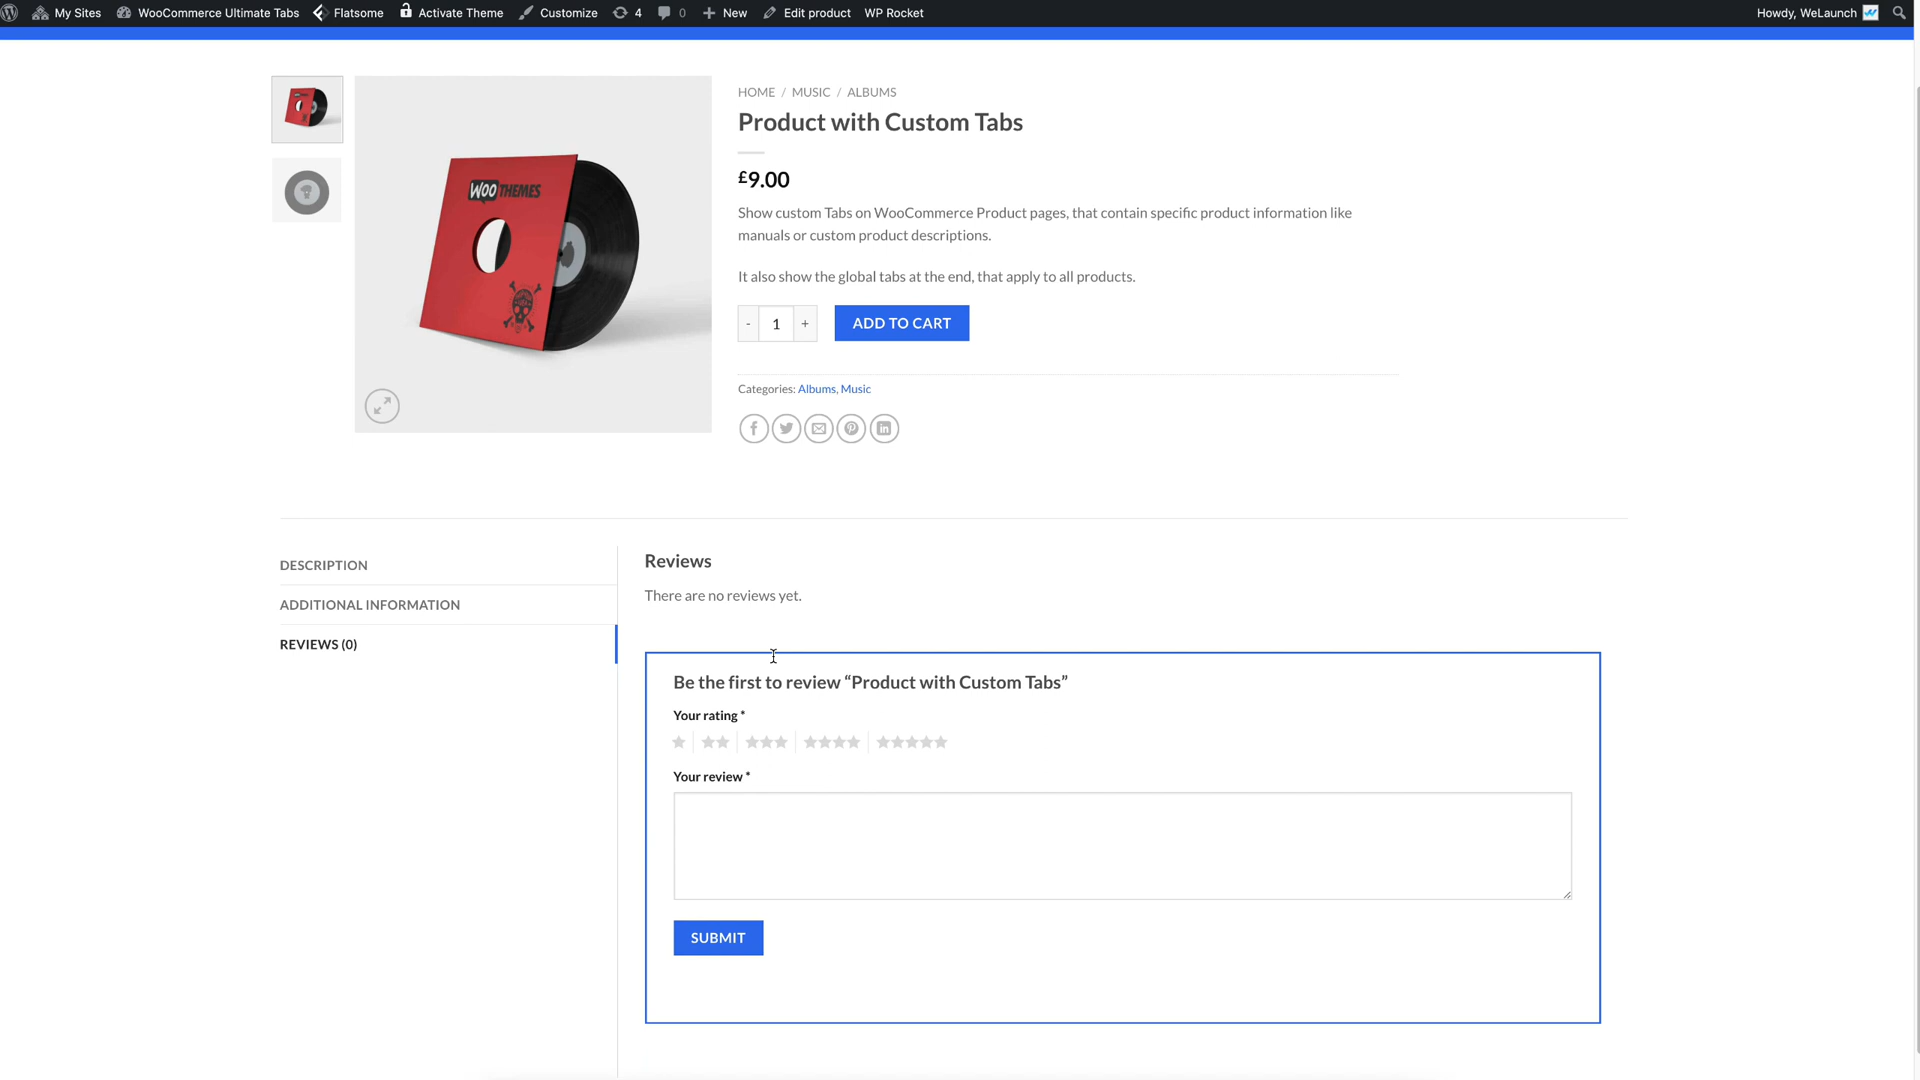 My Sites WooCommerce Ultimate Tabs Flatsome Activate Theme Customize 4 0 New Edit product WP Rocket Howdy, WeLaunch
HOME / MUSIC / ALBUMS
Product with Custom Tabs
£9.00
Show custom Tabs on WooCommerce Product pages, that contain specific product information like
manuals or custom product descriptions.
It also show the global tabs at the end, that apply to all products.
- 1 + ADD TO CART
Categories: Albums, Music
WOO THEMES
DESCRIPTION
ADDITIONAL INFORMATION
REVIEWS (0)
Reviews
There are no reviews yet.
Be the first to review “Product with Custom Tabs”
Your rating *
Your review *
SUBMIT